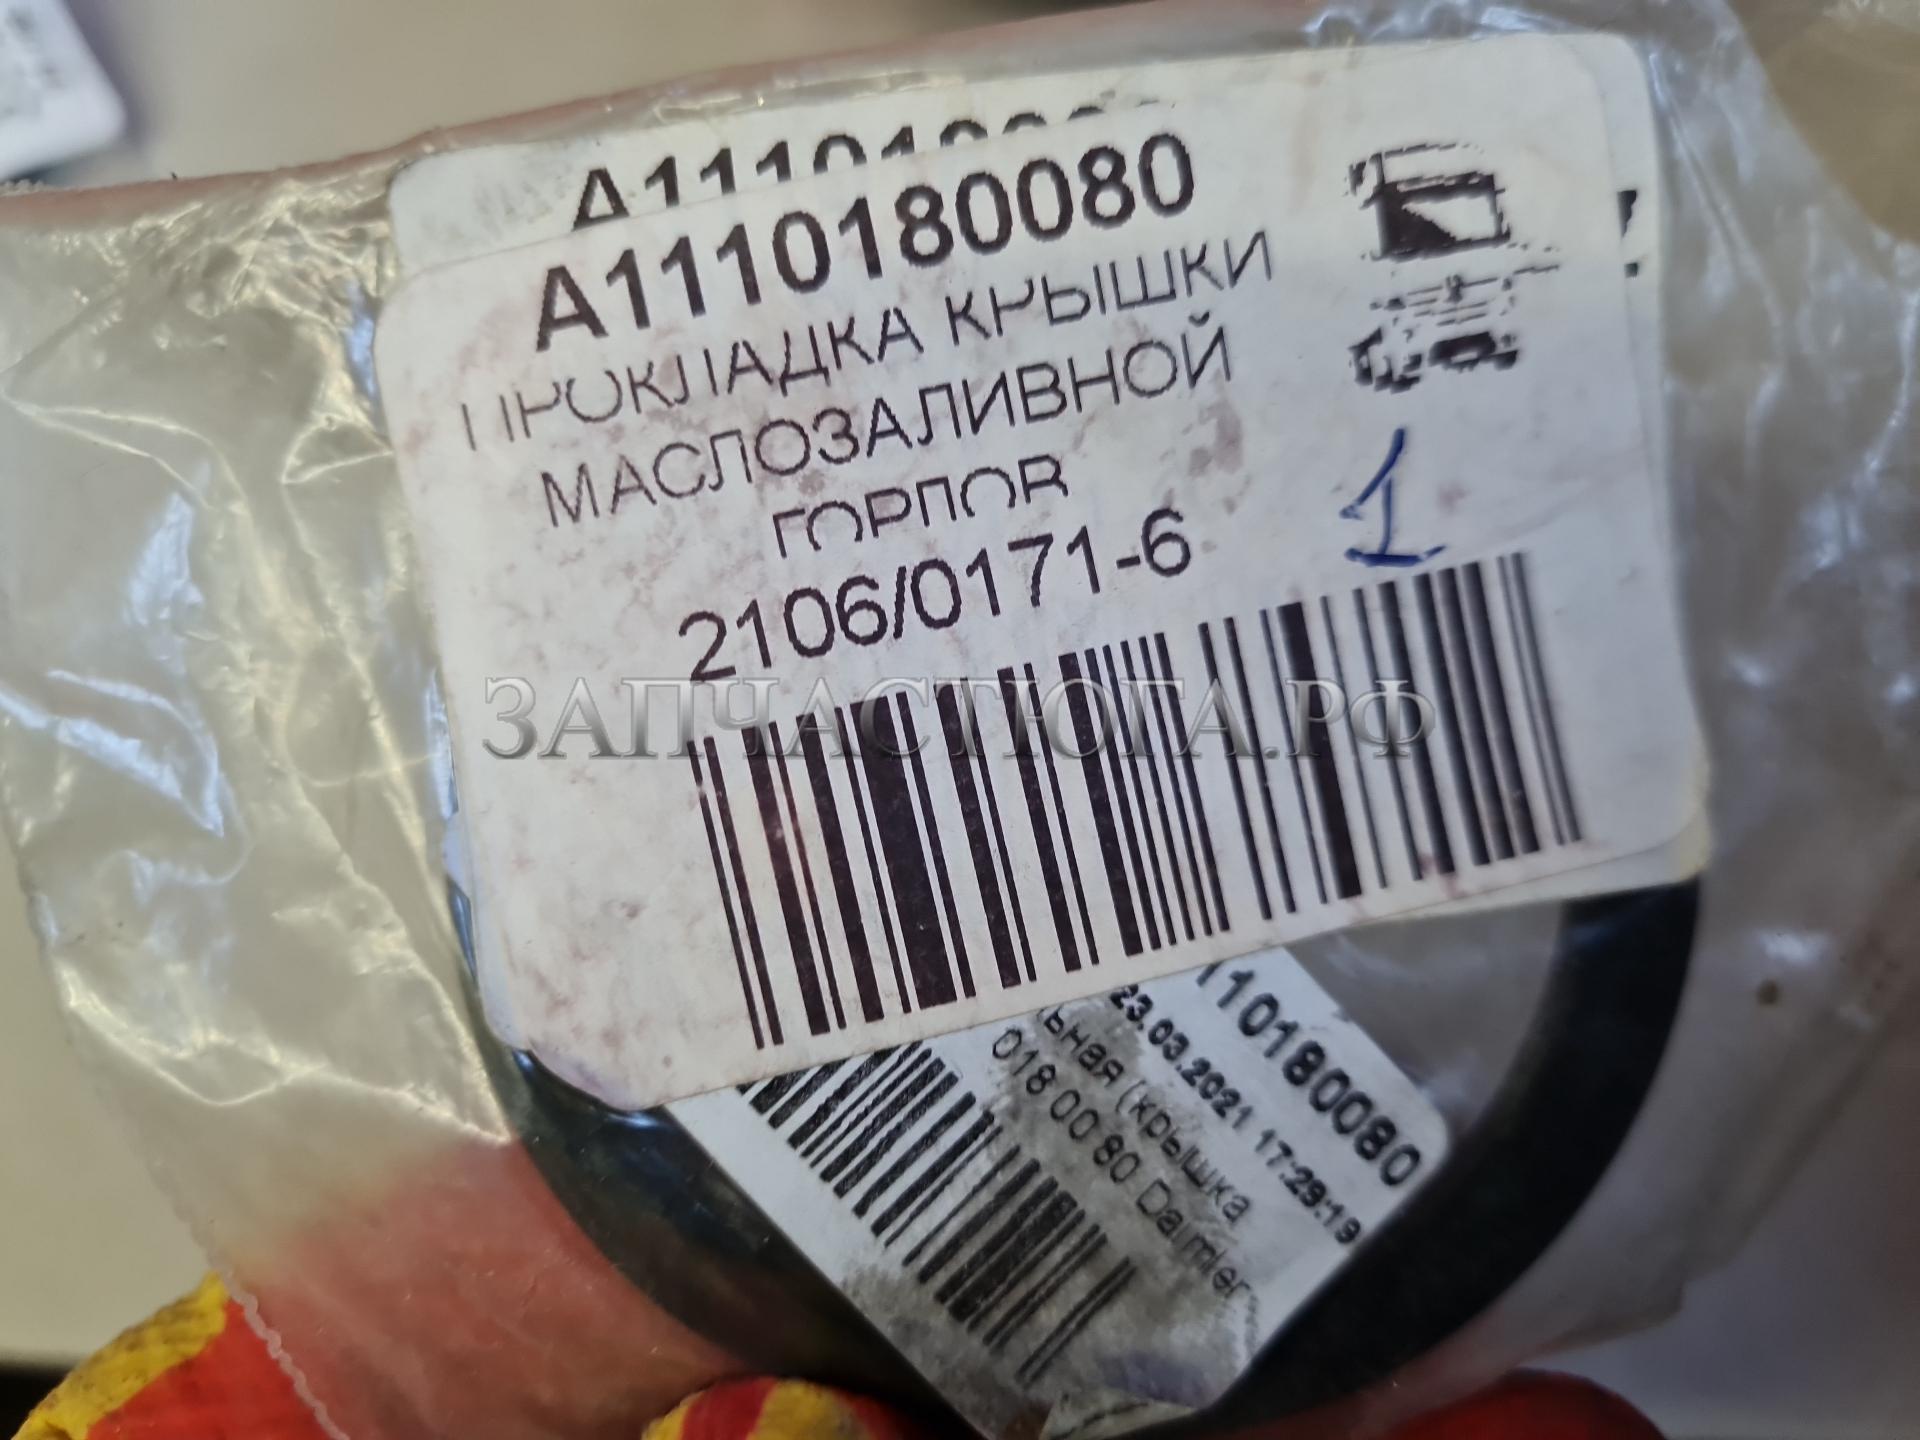 A1110180080
ПРОКЛАДКА КРЫШКИ
МАСЛОЗАЛИВНОЙ
ГОРЛОВ
2106/0171-6
1
ЗАПЧАСТЮГА.РФ
110180080
23.03.2021 17:29:19
ьная (крышка
018 00 80 Daimler